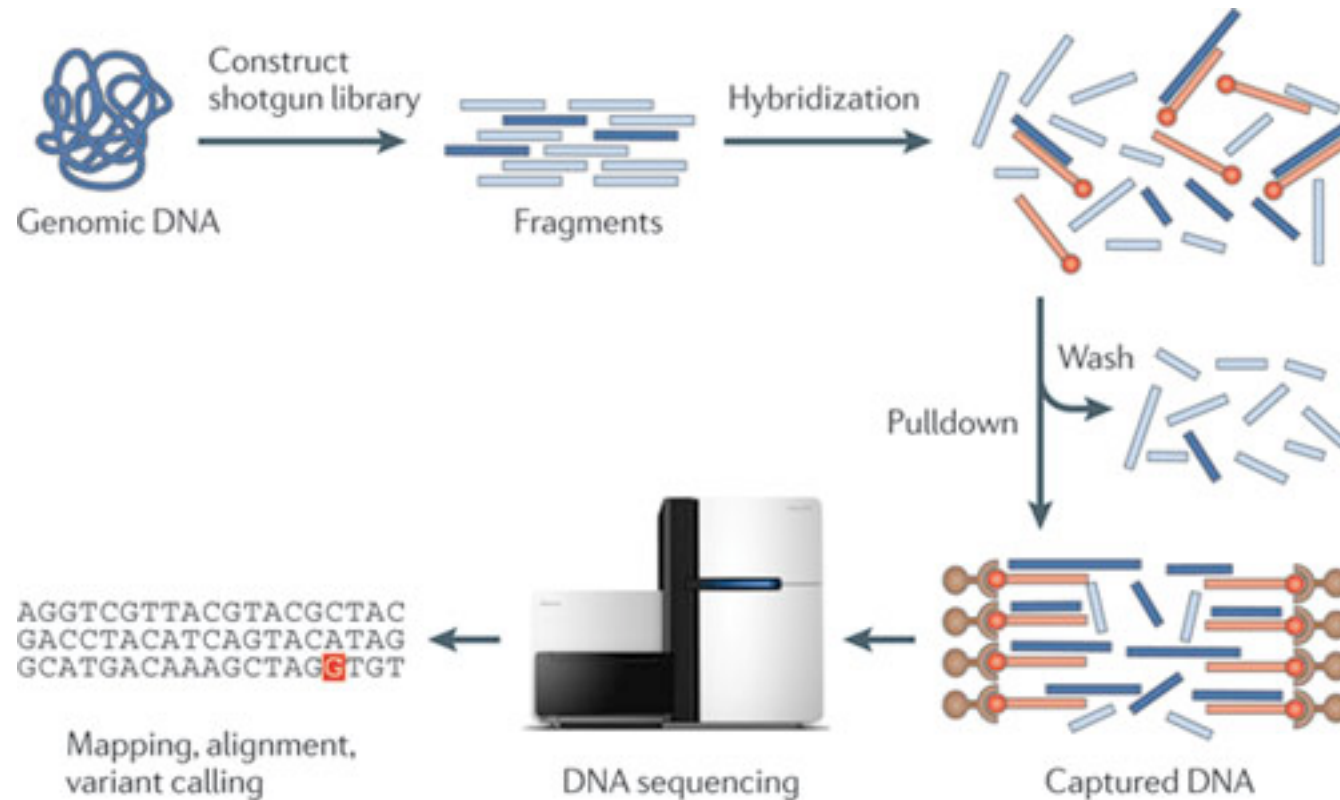 Construct
shotgun library
Hybridization
Genomic DNA
Fragments
Wash
Pulldown
AGGTCGTTACGTACGCTAC
GACCTACATCAGTACATAG
GCATGACAAAGCTAGGTGT
Mapping, alignment,
variant calling
DNA sequencing
Captured DNA